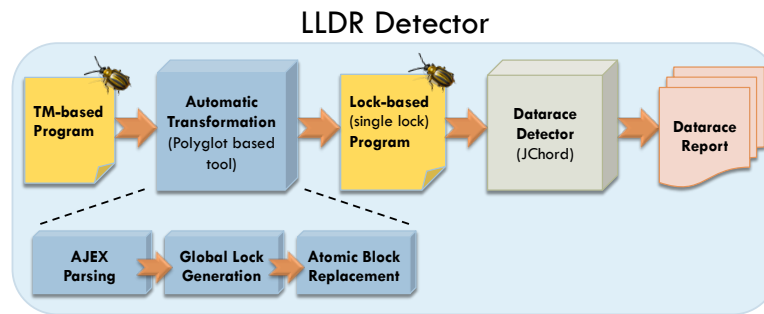 LLDR Detector
TM-based
Program
Automatic
Transformation
(Polyglot based
tool)
Lock-based
(single lock)
Program
Datarace
Detector
(JChord)
Datarace
Report
AJEX
Parsing
Global Lock
Generation
Atomic Block
Replacement